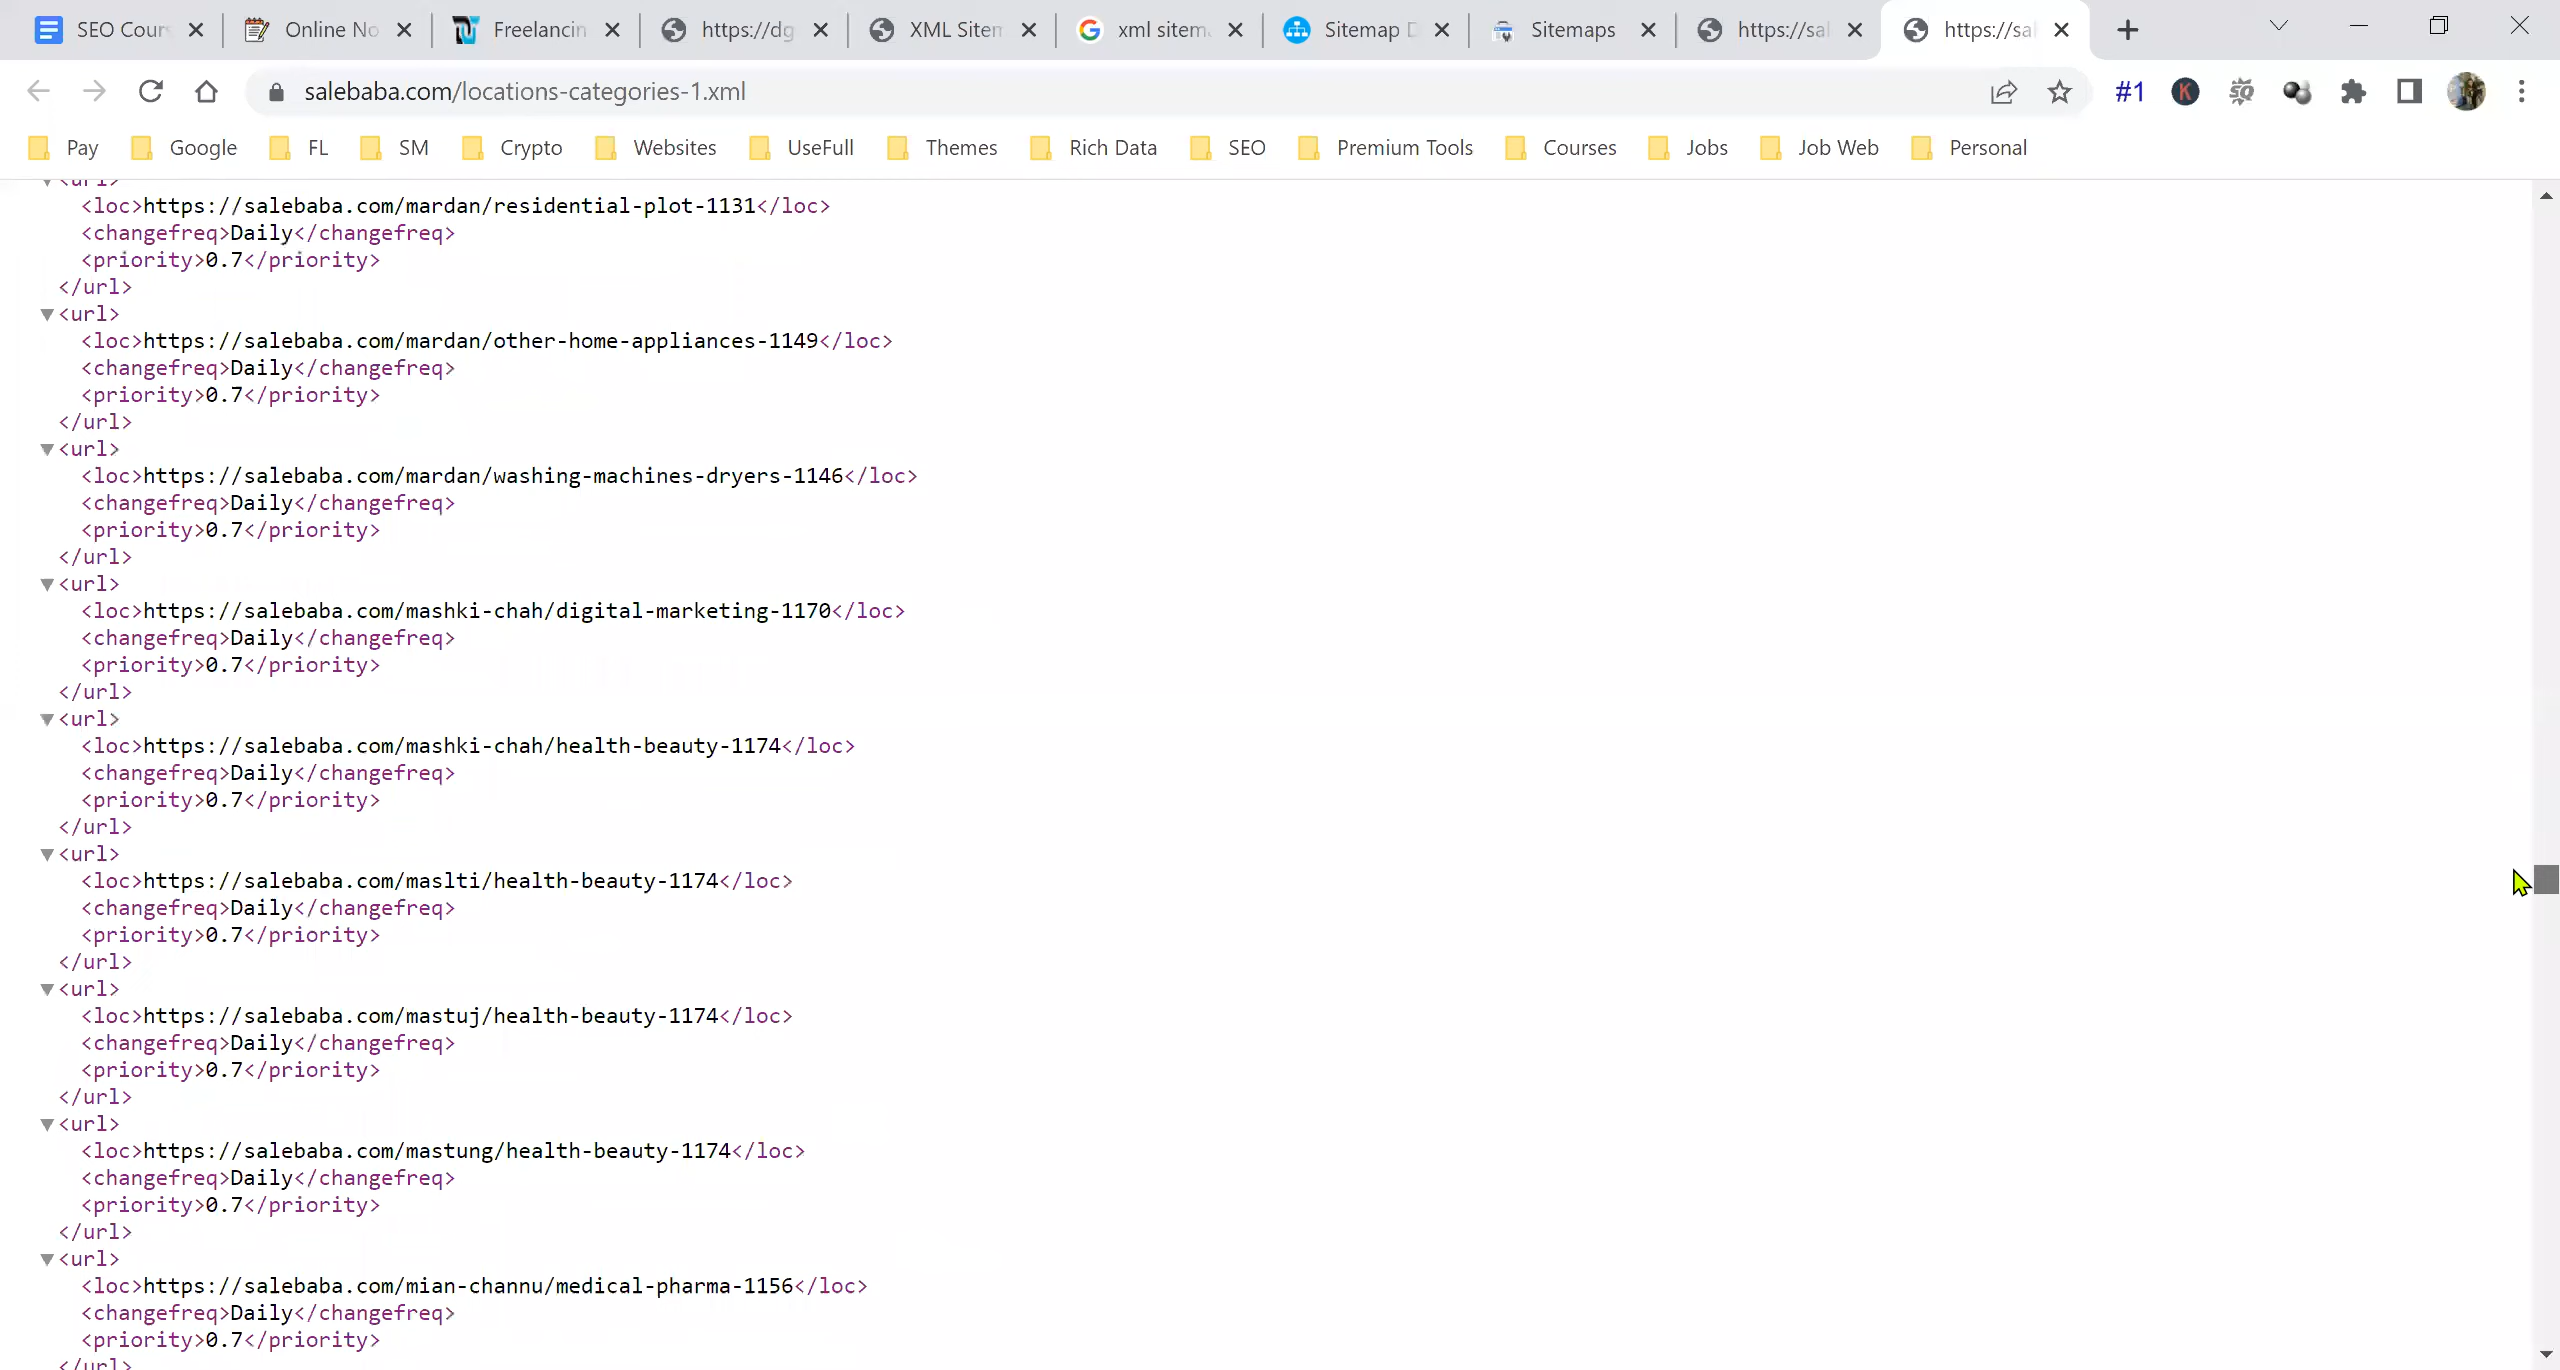 SEO Cour
Online No
Freelancin
https://dg
XML Sitem
xml sitem
Sitemap D
Sitemaps
https://sal
https://sal
salebaba.com/locations-categories-1.xml
#1
K
SQ
Pay
Google
FL
SM
Crypto
Websites
UseFull
Themes
Rich Data
SEO
Premium Tools
Courses
Jobs
Job Web
Personal
<url>
<loc>https://salebaba.com/mardan/residential-plot-1131</loc>
<changefreq>Daily</changefreq>
<priority>0.7</priority>
</url>
<url>
<loc>https://salebaba.com/mardan/other-home-appliances-1149</loc>
<changefreq>Daily</changefreq>
<priority>0.7</priority>
</url>
<url>
<loc>https://salebaba.com/mardan/washing-machines-dryers-1146</loc>
<changefreq>Daily</changefreq>
<priority>0.7</priority>
</url>
<url>
<loc>https://salebaba.com/mashki-chah/digital-marketing-1170</loc>
<changefreq>Daily</changefreq>
<priority>0.7</priority>
</url>
<url>
<loc>https://salebaba.com/mashki-chah/health-beauty-1174</loc>
<changefreq>Daily</changefreq>
<priority>0.7</priority>
</url>
<url>
<loc>https://salebaba.com/maslti/health-beauty-1174</loc>
<changefreq>Daily</changefreq>
<priority>0.7</priority>
</url>
<url>
<loc>https://salebaba.com/mastuj/health-beauty-1174</loc>
<changefreq>Daily</changefreq>
<priority>0.7</priority>
</url>
<url>
<loc>https://salebaba.com/mastung/health-beauty-1174</loc>
<changefreq>Daily</changefreq>
<priority>0.7</priority>
</url>
<url>
<loc>https://salebaba.com/mian-channu/medical-pharma-1156</loc>
<changefreq>Daily</changefreq>
<priority>0.7</priority>
</url>